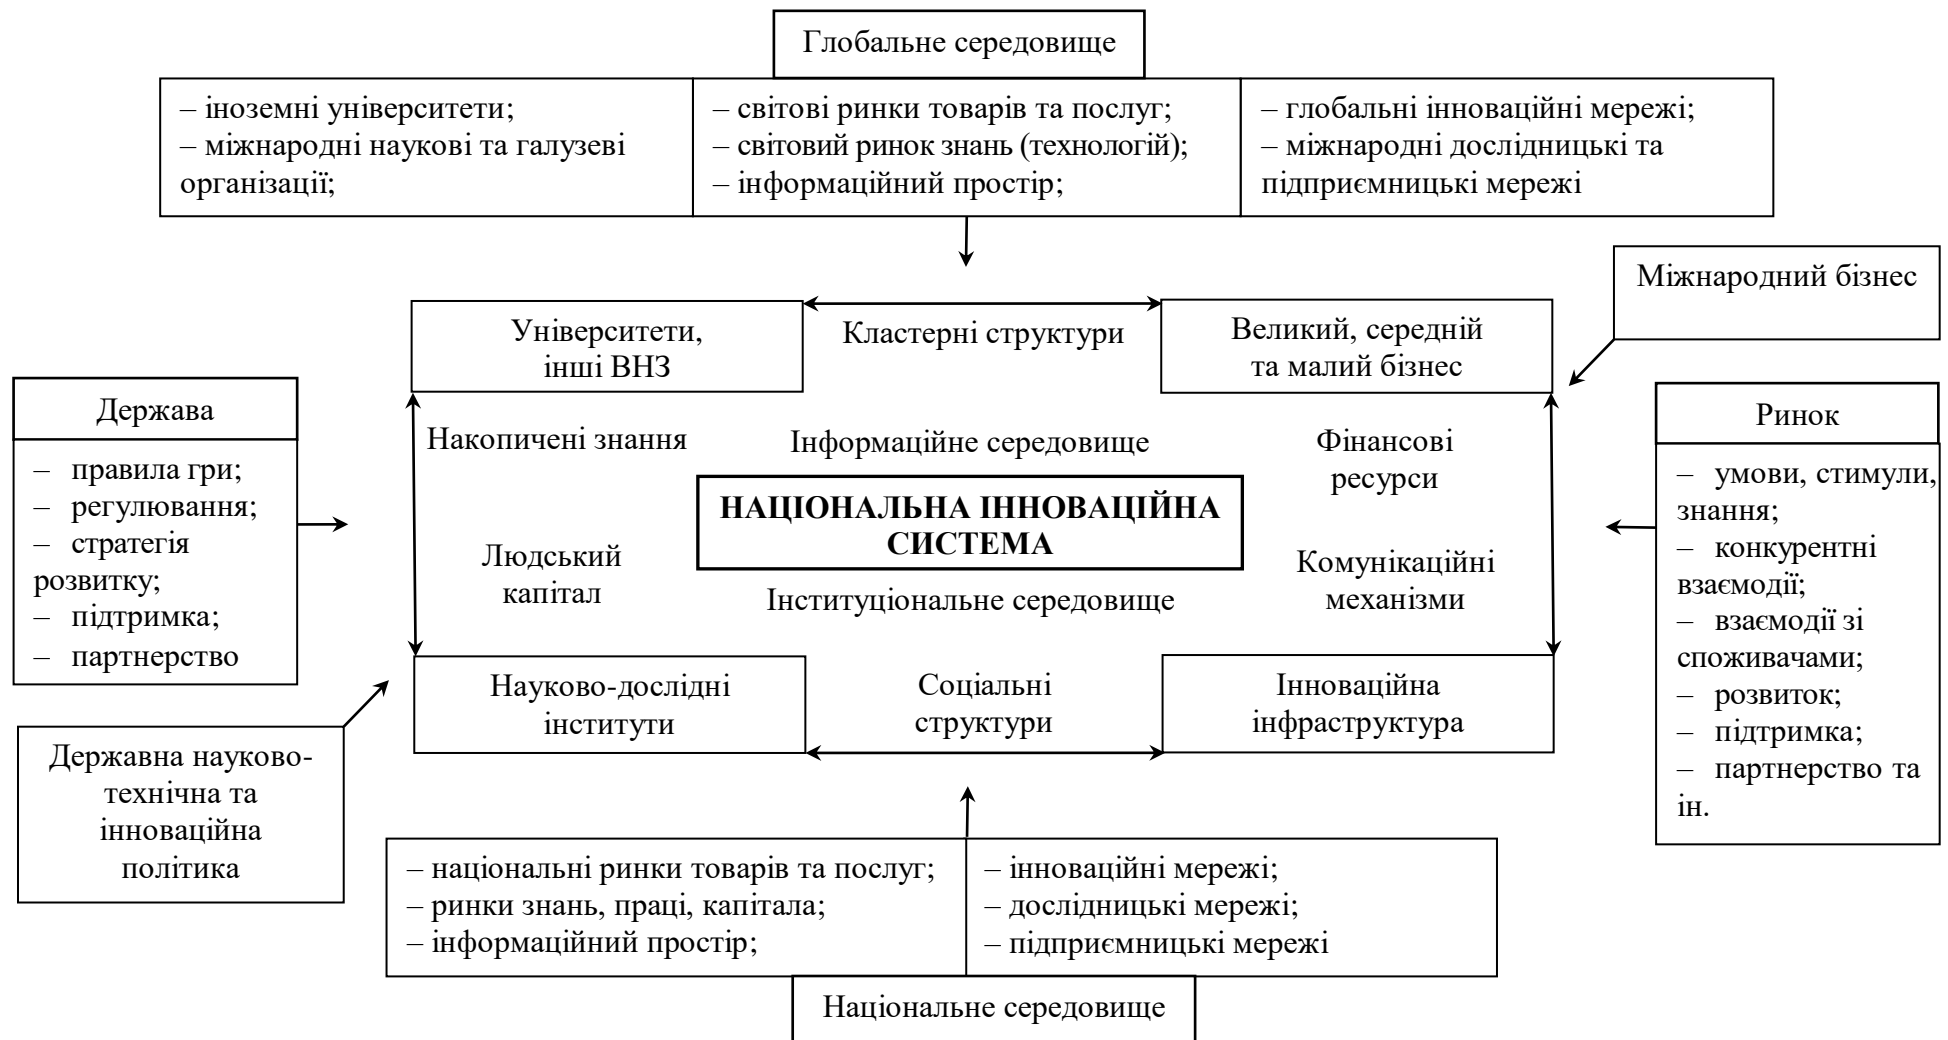 Глобальне середовище
– іноземні університети;
– міжнародні наукові та галузеві
організації;
– світові ринки товарів та послуг;
– світовий ринок знань (технологій);
– інформаційний простір;
– глобальні інноваційні мережі;
– міжнародні дослідницькі та
підприємницькі мережі
Міжнародний бізнес
Університети,
інші ВНЗ
Кластерні структури
Великий, середній
та малий бізнес
Держава
– правила гри;
– регулювання;
– стратегія
розвитку;
– підтримка;
– партнерство
Накопичені знання
Інформаційне середовище
Фінансові
ресурси
НАЦІОНАЛЬНА ІННОВАЦІЙНА
СИСТЕМА
Людський
капітал
Інституціональне середовище
Комунікаційні
механізми
Ринок
– умови, стимули,
знання;
– конкурентні
взаємодії;
– взаємодії зі
споживачами;
– розвиток;
– підтримка;
– партнерство та
ін.
Науково-дослідні
інститути
Соціальні
структури
Інноваційна
інфраструктура
Державна науково-
технічна та
інноваційна
політика
– національні ринки товарів та послуг;
– ринки знань, праці, капітала;
– інформаційний простір;
– інноваційні мережі;
– дослідницькі мережі;
– підприємницькі мережі
Національне середовище